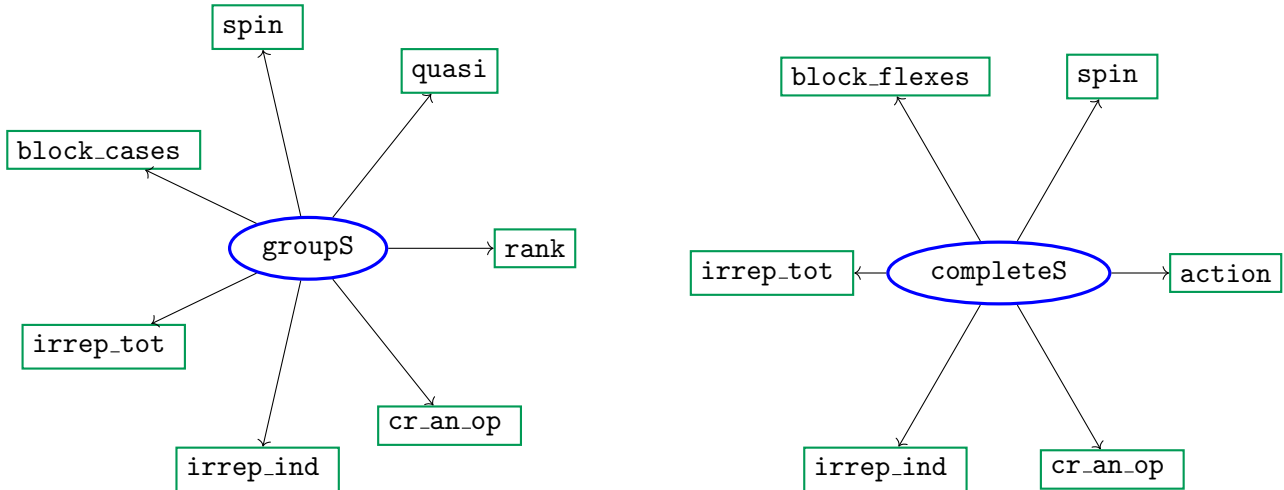 spin
quasi
block_cases
groupS
rank
irrep_tot
cr_an_op
irrep_ind
block_flexes
spin
irrep_tot
completeS
action
irrep_ind
cr_an_op